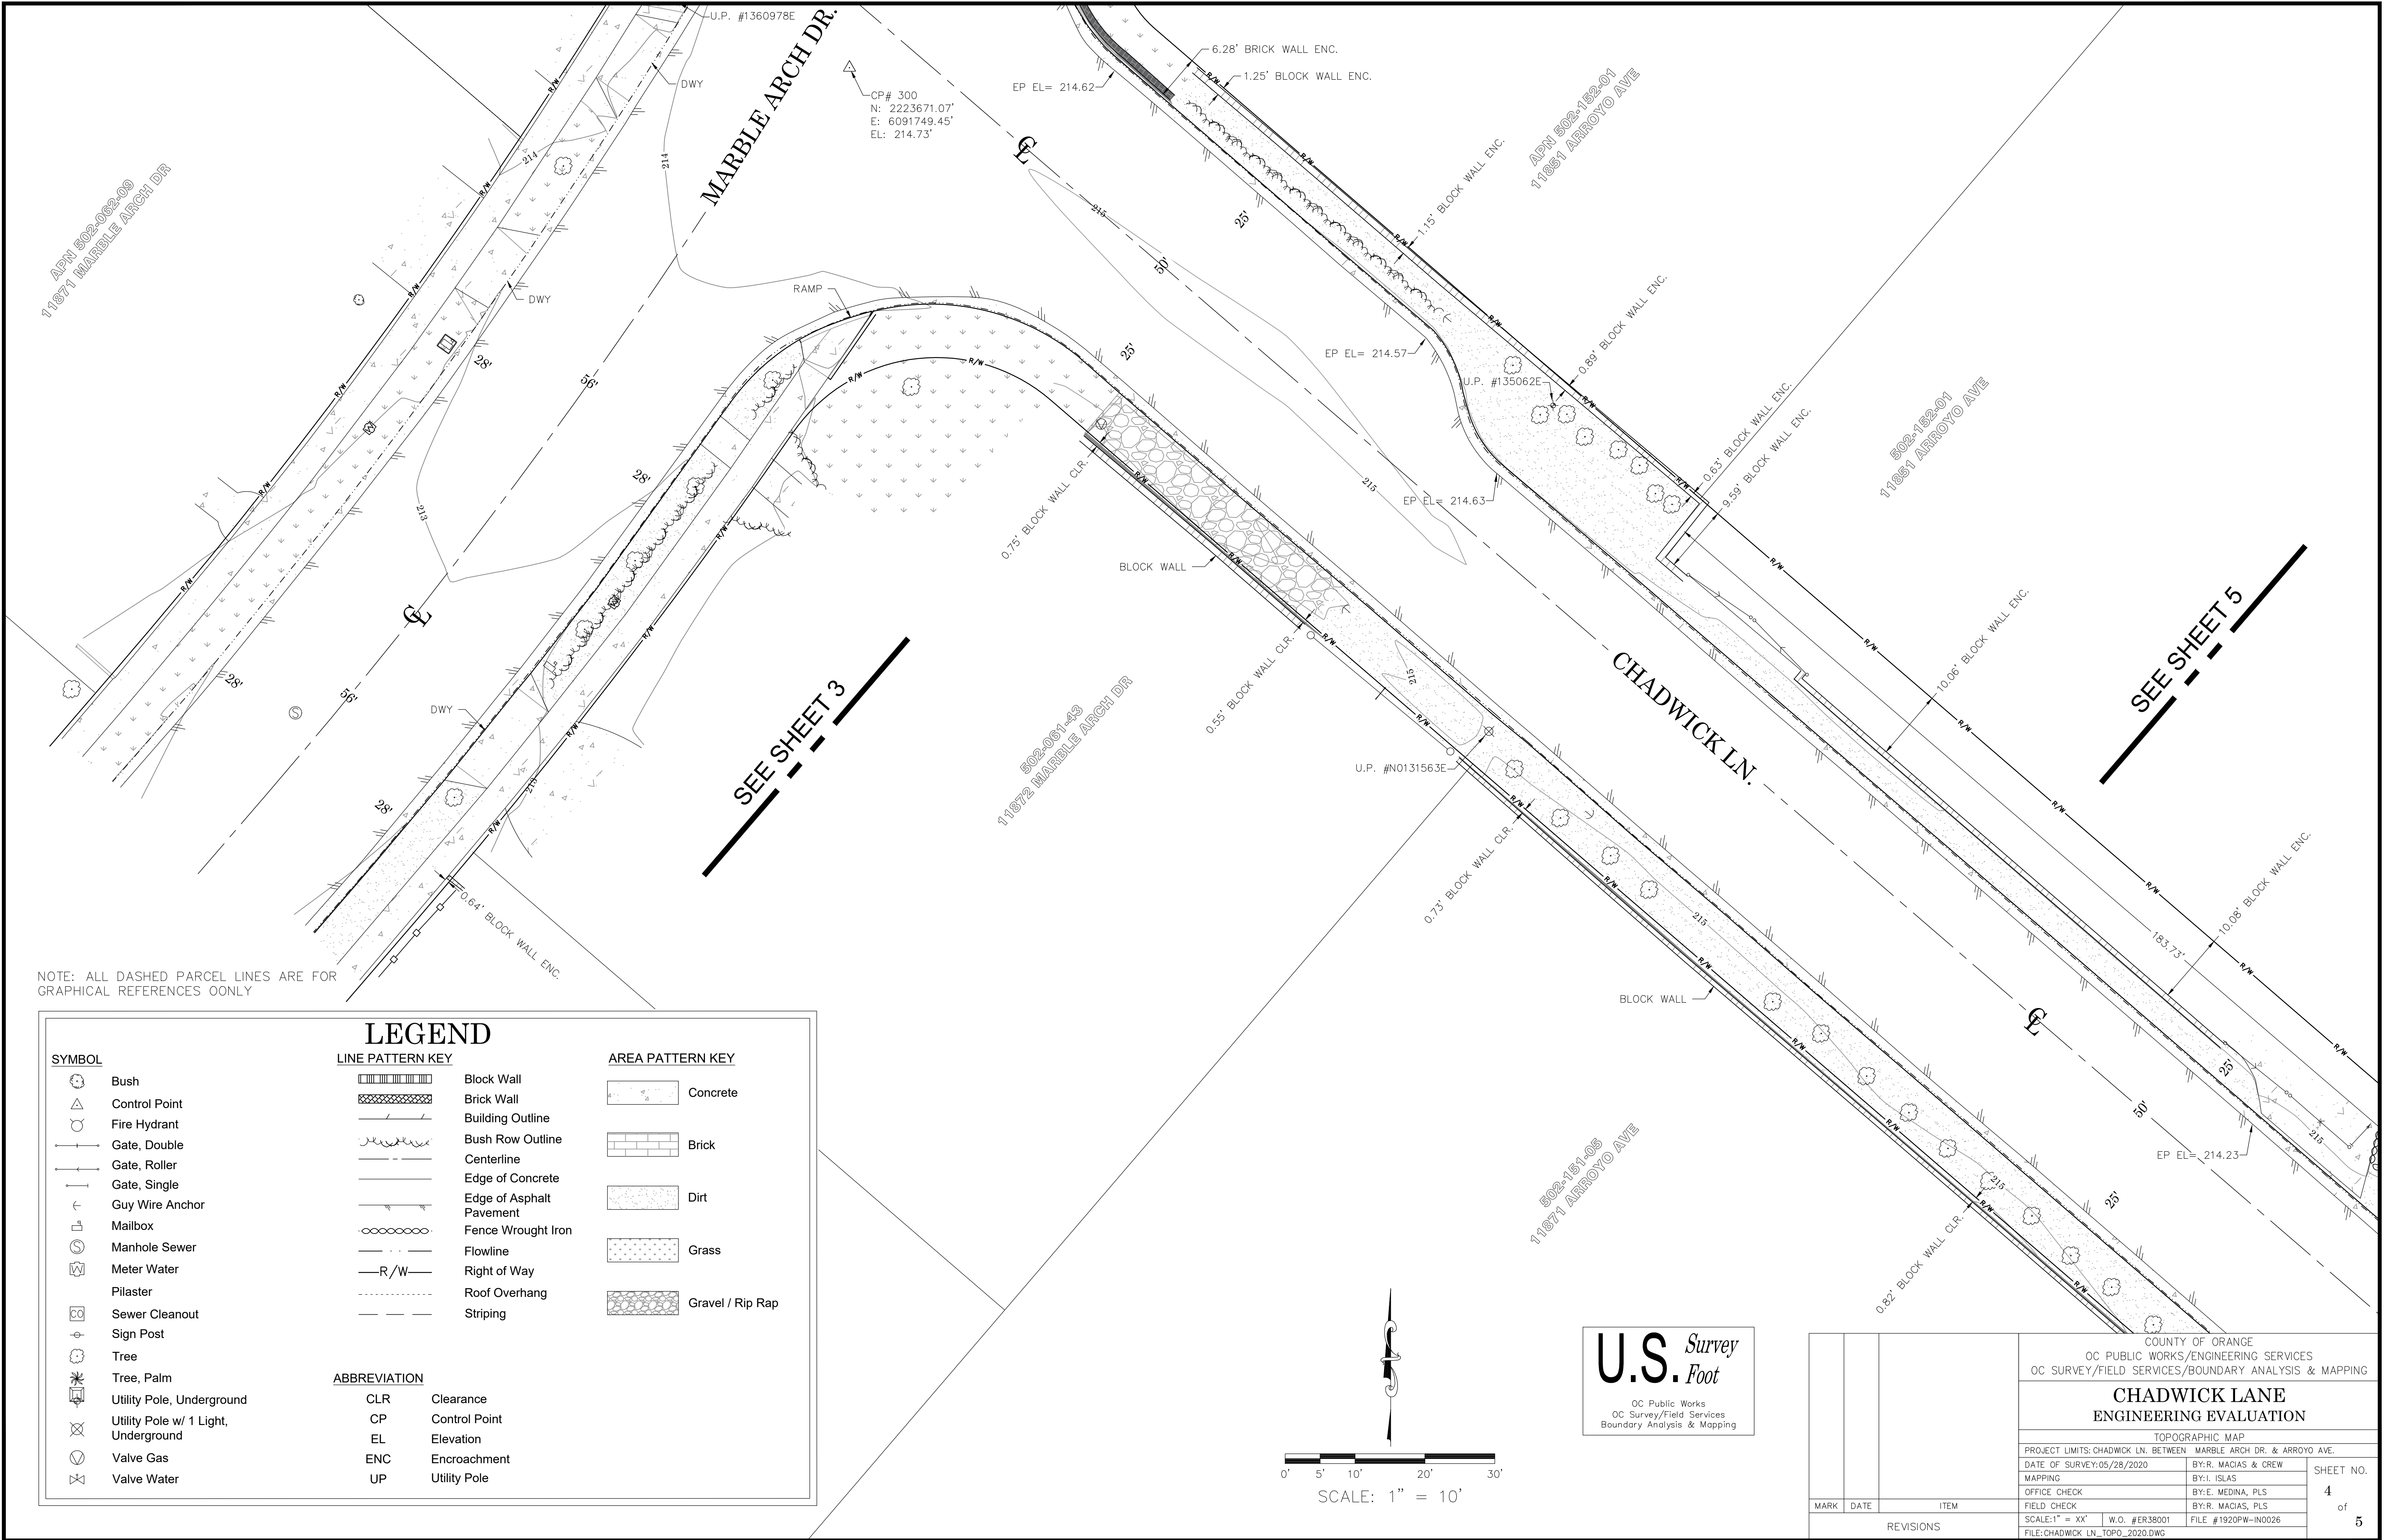 U.P. #1360978E
DWY
MARBLE ARCH DR.
CP# 300
N: 2223671.07'
E: 6091749.45'
EL: 214.73'
6.28' BRICK WALL ENC.
1.25' BLOCK WALL ENC.
EP EL= 214.62
R/W
APN 502-152-01
11851 ARROYO AVE
1.15' BLOCK WALL ENC.
APN 502-062-09
11871 MARBLE ARCH DR
214
214
℄
215
25'
50'
DWY
RAMP
28'
56'
25'
EP EL= 214.57
U.P. #135062E
0.89' BLOCK WALL ENC.
0.63' BLOCK WALL ENC.
9.59' BLOCK WALL ENC.
502-152-01
11851 ARROYO AVE
R/W
213
28'
0.75' BLOCK WALL CLR.
215
EP EL= 214.63
BLOCK WALL
℄
28'
56'
DWY
28'
213
SEE SHEET 3
502-061-43
11872 MARBLE ARCH DR
0.55' BLOCK WALL CLR.
215
CHADWICK LN.
10.06' BLOCK WALL ENC.
SEE SHEET 5
U.P. #N0131563E
0.73' BLOCK WALL CLR.
0.64' BLOCK WALL ENC.
215
183.73'
10.08' BLOCK WALL ENC.
BLOCK WALL
℄
25'
50'
215
EP EL= 214.23
502-151-05
11871 ARROYO AVE
215
25'
0.82' BLOCK WALL CLR.
NOTE: ALL DASHED PARCEL LINES ARE FOR
GRAPHICAL REFERENCES OONLY
LEGEND
SYMBOL
Bush
Control Point
Fire Hydrant
Gate, Double
Gate, Roller
Gate, Single
Guy Wire Anchor
Mailbox
Manhole Sewer
Meter Water
Pilaster
CO Sewer Cleanout
Sign Post
Tree
Tree, Palm
Utility Pole, Underground
Utility Pole w/ 1 Light,
Underground
Valve Gas
Valve Water
LINE PATTERN KEY
Block Wall
Brick Wall
Building Outline
Bush Row Outline
Centerline
Edge of Concrete
Edge of Asphalt
Pavement
Fence Wrought Iron
Flowline
R/W Right of Way
Roof Overhang
Striping
AREA PATTERN KEY
Concrete
Brick
Dirt
Grass
Gravel / Rip Rap
ABBREVIATION
CLR Clearance
CP Control Point
EL Elevation
ENC Encroachment
UP Utility Pole
0' 5' 10' 20' 30'
SCALE: 1" = 10'
U.S. Survey Foot
OC Public Works
OC Survey/Field Services
Boundary Analysis & Mapping
COUNTY OF ORANGE
OC PUBLIC WORKS/ENGINEERING SERVICES
OC SURVEY/FIELD SERVICES/BOUNDARY ANALYSIS & MAPPING
CHADWICK LANE
ENGINEERING EVALUATION
TOPOGRAPHIC MAP
PROJECT LIMITS: CHADWICK LN. BETWEEN MARBLE ARCH DR. & ARROYO AVE.
DATE OF SURVEY:05/28/2020 BY:R. MACIAS & CREW
MAPPING BY:I. ISLAS
OFFICE CHECK BY:E. MEDINA, PLS
FIELD CHECK BY:R. MACIAS, PLS
SCALE:1" = XX' W.O. #ER38001 FILE #1920PW-IN0026
FILE:CHADWICK LN_TOPO_2020.DWG
SHEET NO.
4
of
5
MARK DATE ITEM
REVISIONS